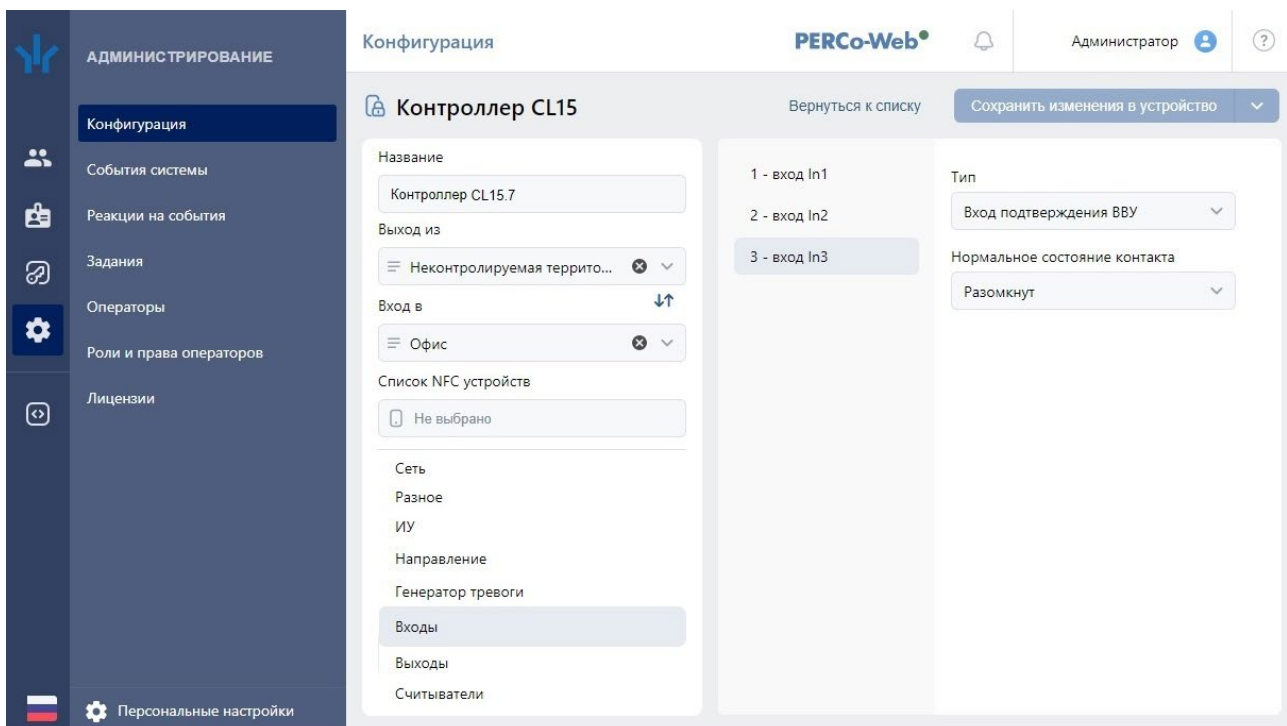 АДМИНИСТРИРОВАНИЕ
Конфигурация
События системы
Реакции на события
Задания
Операторы
Роли и права операторов
Лицензии
Персональные настройки
Конфигурация
PERCo-Web
Администратор
?
Контроллер CL15
Вернуться к списку
Сохранить изменения в устройство
Название
Контроллер CL15.7
Выход из
Неконтролируемая террито...
Вход в
Офис
Список NFC устройств
Не выбрано
Сеть
Разное
ИУ
Направление
Генератор тревоги
Входы
Выходы
Считыватели
1 - вход In1
2 - вход In2
3 - вход In3
Тип
Вход подтверждения ВВУ
Нормальное состояние контакта
Разомкнут